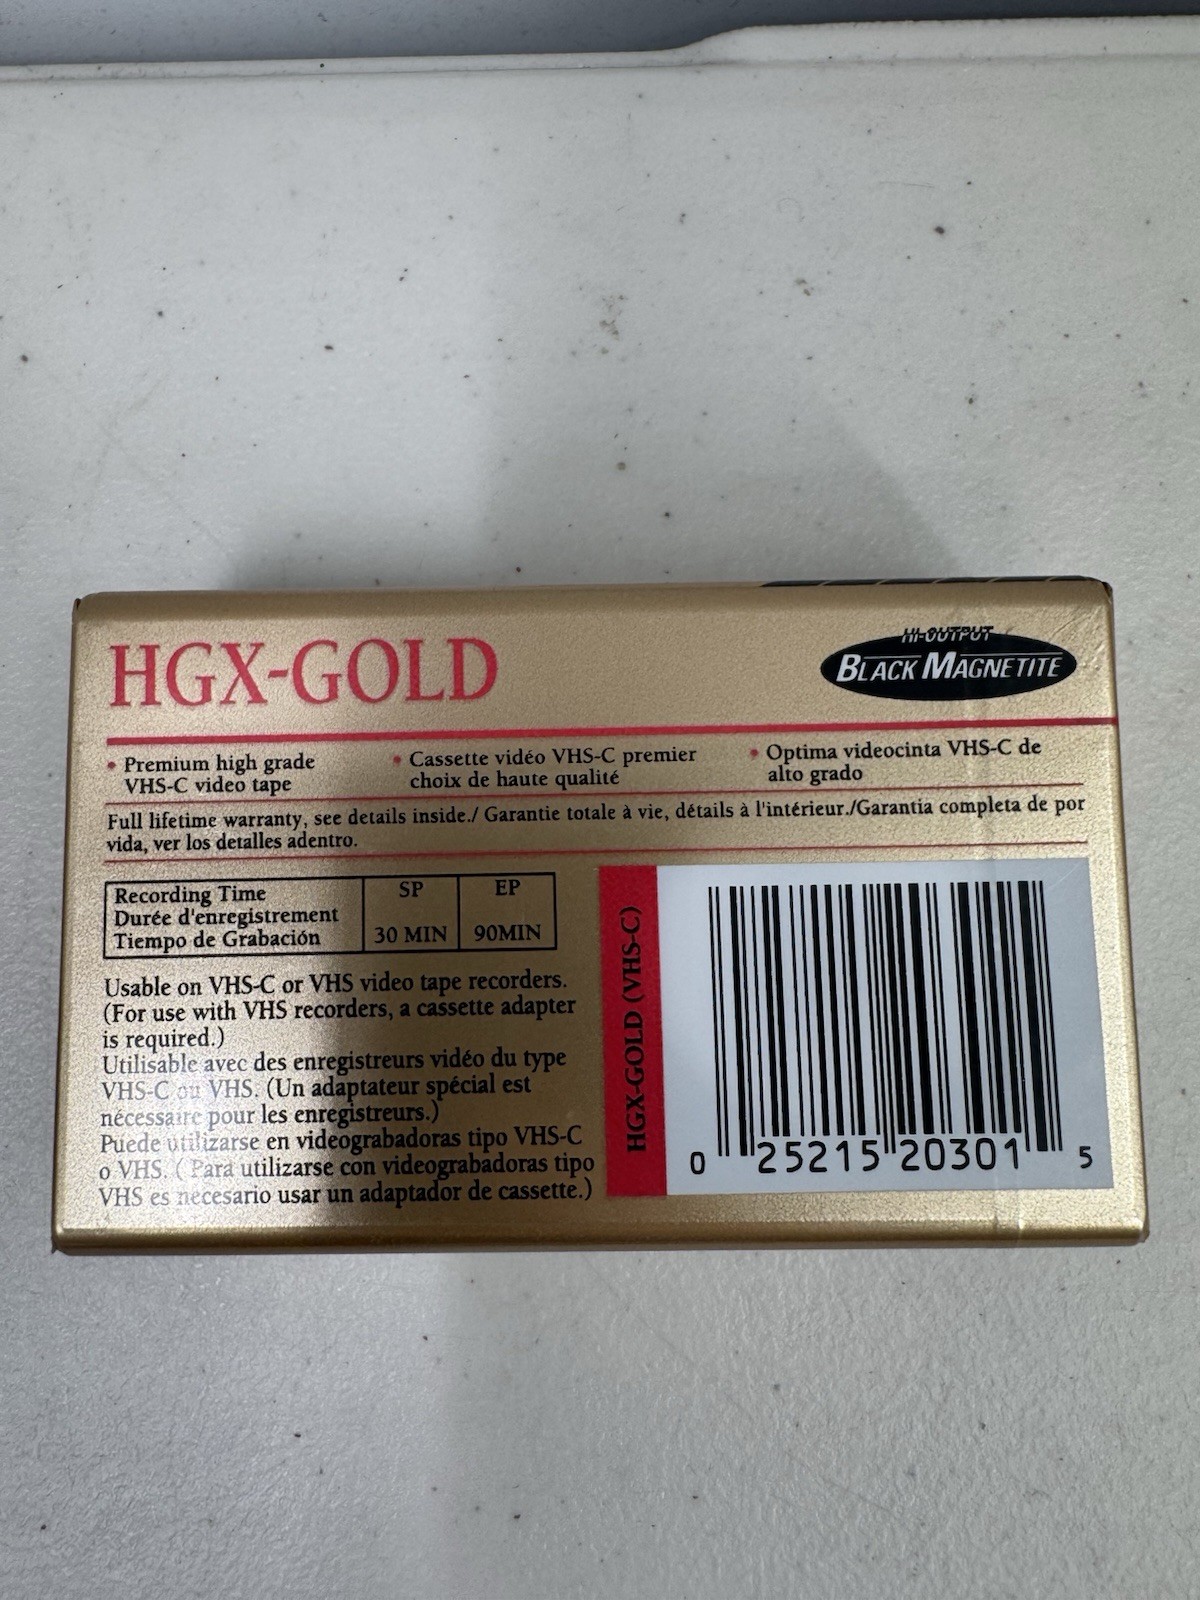 HGX-GOLD
HI-OUTPUT
BLACK MAGNETITE
• Premium high grade
VHS-C video tape
• Cassette vidéo VHS-C premier
choix de haute qualité
• Optima videocinta VHS-C de
alto grado
Full lifetime warranty, see details inside./ Garantie totale à vie, détails à l'intérieur./Garantia completa de por
vida, ver los detalles adentro.
Recording Time
Durée d'enregistrement
Tiempo de Grabación
SP
30 MIN
EP
90MIN
Usable on VHS-C or VHS video tape recorders.
(For use with VHS recorders, a cassette adapter
is required.)
Utilisable avec des enregistreurs vidéo du type
VHS-C ou VHS. (Un adaptateur spécial est
nécessaire pour les enregistreurs.)
Puede utilizarse en videograbadoras tipo VHS-C
o VHS. ( Para utilizarse con videograbadoras tipo
VHS es necesario usar un adaptador de cassette.)
HGX-GOLD (VHS-C)
0 25215 20301 5